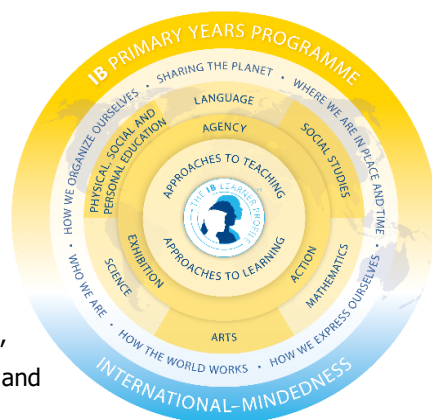 IB PRIMARY YEARS PROGRAMME
SHARING THE PLANET • WHERE WE ARE IN PLACE AND TIME • HOW WE EXPRESS OURSELVES • HOW THE WORLD WORKS • WHO WE ARE • HOW WE ORGANIZE OURSELVES •
LANGUAGE
SOCIAL STUDIES
MATHEMATICS
ARTS
SCIENCE
PHYSICAL, SOCIAL AND
PERSONAL EDUCATION
AGENCY
ACTION
EXHIBITION
APPROACHES TO TEACHING
THE IB LEARNER PROFILE
APPROACHES TO LEARNING
INTERNATIONAL–MINDEDNESS
,
and